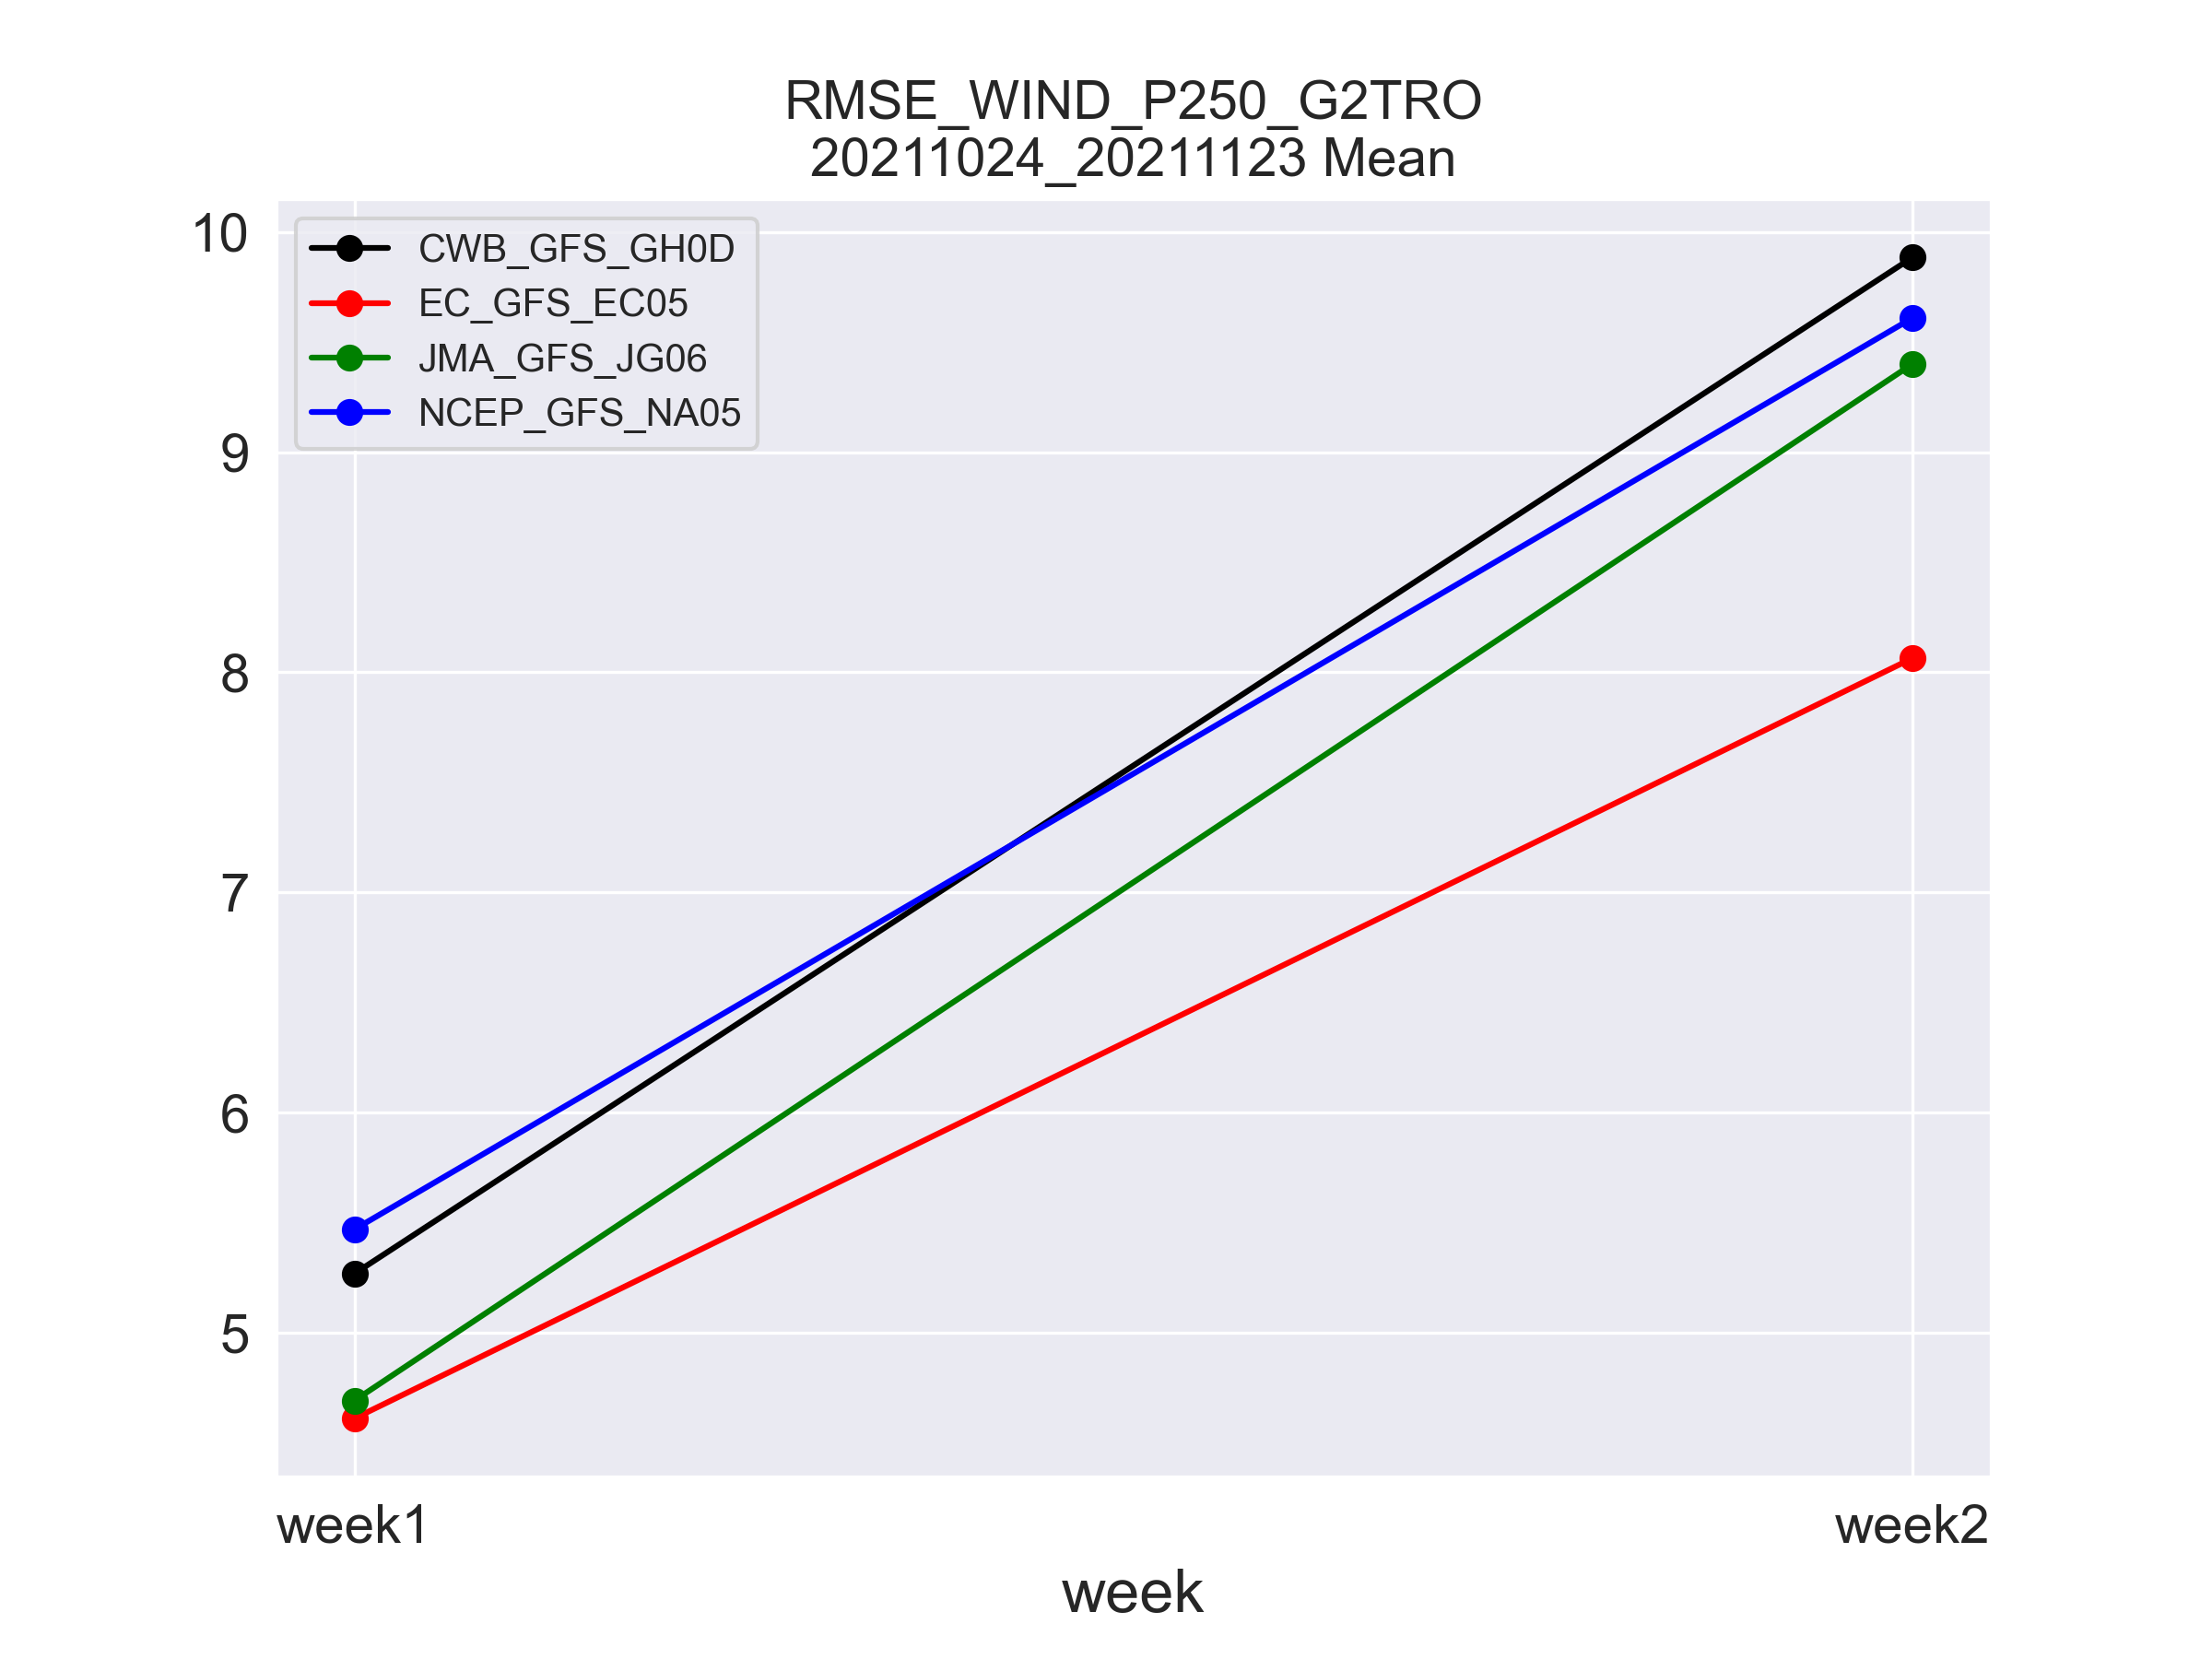 RMSE_WIND_P250_G2TRO
20211024_20211123 Mean
10
9
8
7
6
5
CWB_GFS_GH0D
EC_GFS_EC05
JMA_GFS_JG06
NCEP_GFS_NA05
week1
week2
week